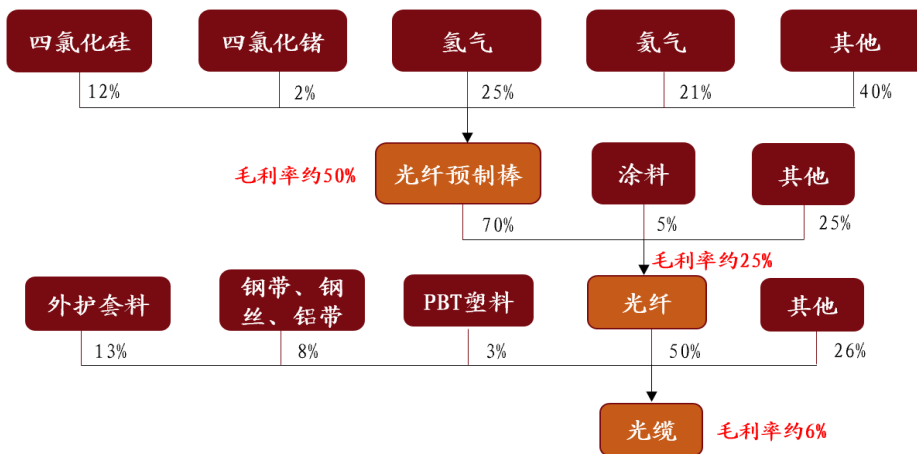 四氯化硅
四氯化锗
氢气
氦气
其他
12%
2%
25%
21%
40%
毛利率约50%
光纤预制棒
涂料
其他
70%
5%
25%
毛利率约25%
外护套料
钢带、钢
丝、铝带
PBT塑料
光纤
其他
13%
8%
3%
50%
26%
光缆
毛利率约6%